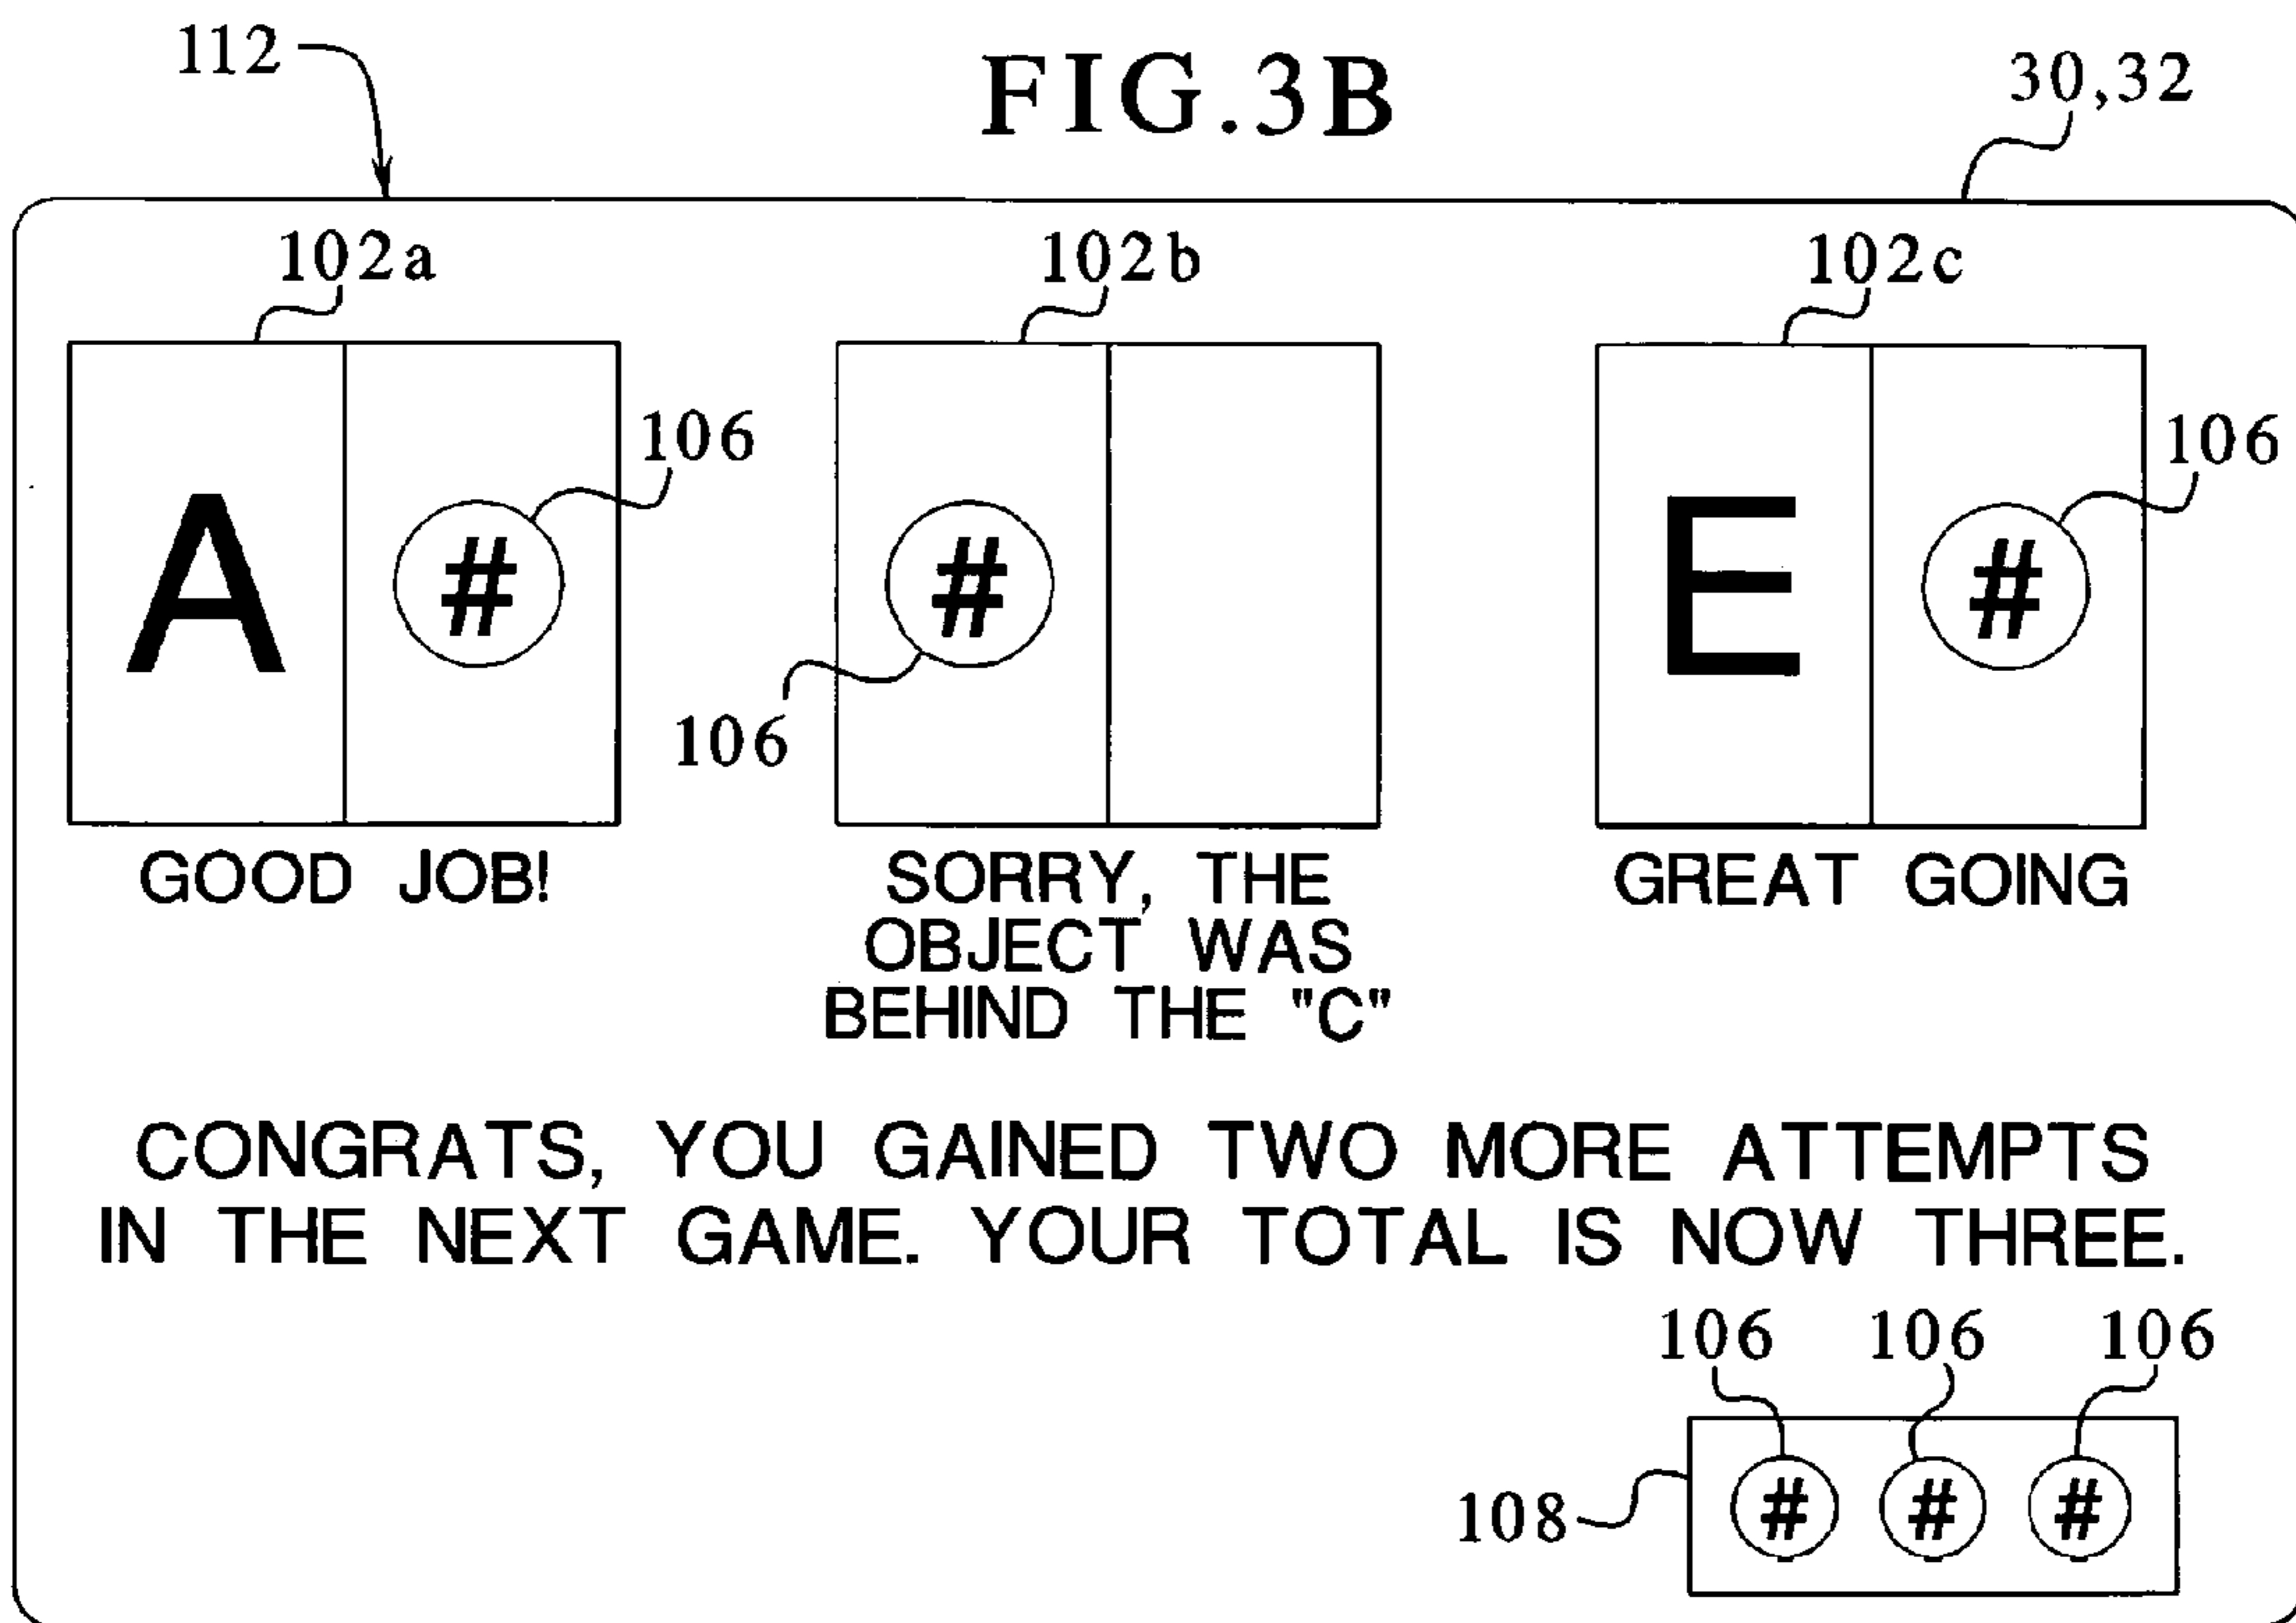 112
FIG.3B
30,32
102a
102b
102c
106
106
A
#
#
E
#
106
GOOD JOB!
SORRY, THE
OBJECT WAS
BEHIND THE "C"
GREAT GOING
CONGRATS, YOU GAINED TWO MORE ATTEMPTS
IN THE NEXT GAME. YOUR TOTAL IS NOW THREE.
106 106 106
108
# # #